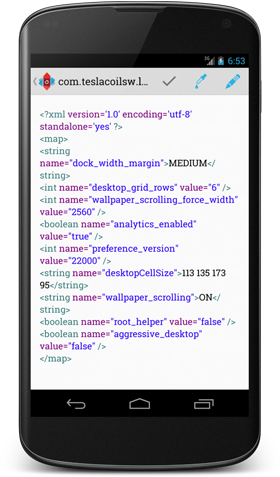 6:53
com.teslacoilsw.l...
<?xml version='1.0' encoding='utf-8'
standalone='yes' ?>
<map>
<string
name="dock_width_margin">MEDIUM</
string>
<int name="desktop_grid_rows" value="6" />
<int name="wallpaper_scrolling_force_width"
value="2560" />
<boolean name="analytics_enabled"
value="true" />
<int name="preference_version"
value="22000" />
<string name="desktopCellSize">113 135 173
95</string>
<string name="wallpaper_scrolling">ON</
string>
<boolean name="root_helper" value="false" />
<boolean name="aggressive_desktop"
value="false" />
</map>